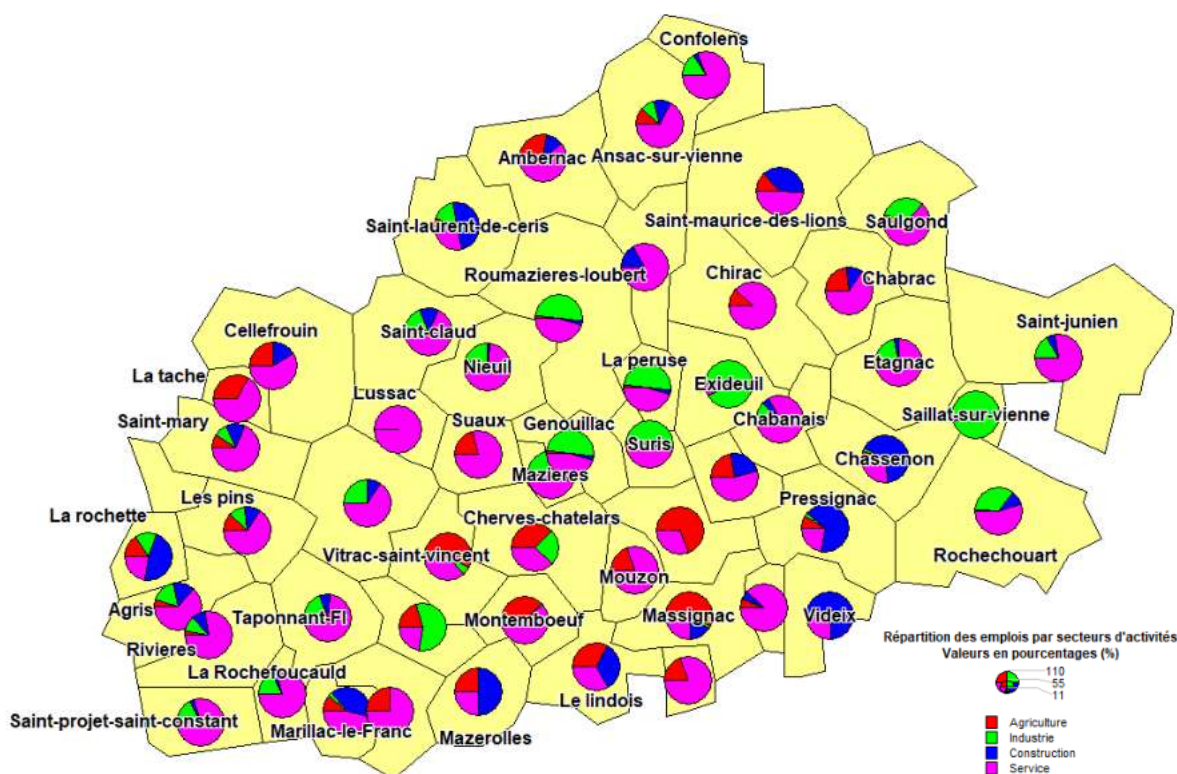 Confolens
Ambernac
Ansac-sur-vienne
Saint-laurent-de-ceris
Saint-maurice-des-lions
Saulgond
Roumazieres-loubert
Chirac
Chabrac
Cellefrouin
Saint-claud
Saint-junien
La tache
Nieuil
La peruse
Exideuil
Etagnac
Saint-mary
Lussac
Suaux
Genouillac
Chabanais
Saillat-sur-vienne
Suris
Mazieres
Chassenon
Les pins
Pressignac
La rochette
Cherves-chatelars
Vitrac-saint-vincent
Rochechouart
Mouzon
Agris
Taponnant-Fl
Montemboeuf
Massignac
Videix
Rivieres
La Rochefoucauld
Le lindois
Saint-projet-saint-constant
Marillac-le-Franc
Mazerolles
Répartition des emplois par secteurs d'activités
Valeurs en pourcentages (%)
110
55
11
Agriculture
Industrie
Construction
Service